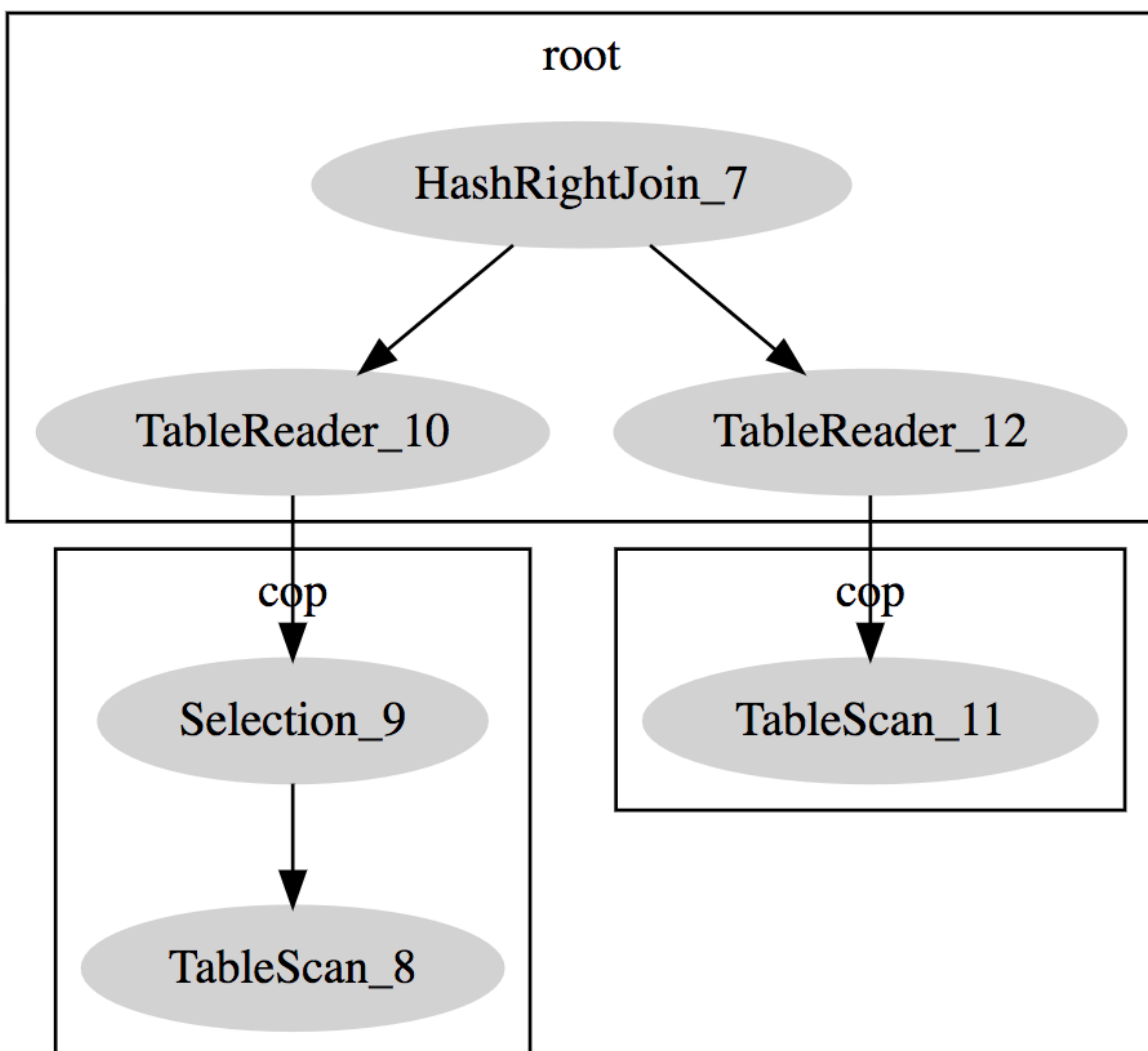 root
HashRightJoin_7
TableReader_10
TableReader_12
cop
cop
Selection_9
TableScan_11
TableScan_8